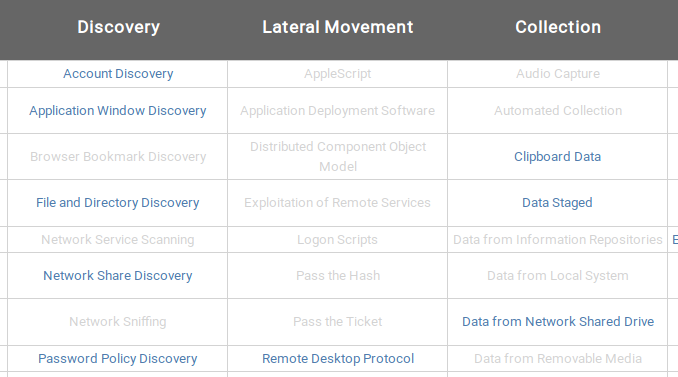 Discovery Lateral Movement Collection
Account Discovery AppleScript Audio Capture
Application Window Discovery Application Deployment Software Automated Collection
Browser Bookmark Discovery Distributed Component Object Model Clipboard Data
File and Directory Discovery Exploitation of Remote Services Data Staged
Network Service Scanning Logon Scripts Data from Information Repositories E
Network Share Discovery Pass the Hash Data from Local System
Network Sniffing Pass the Ticket Data from Network Shared Drive
Password Policy Discovery Remote Desktop Protocol Data from Removable Media